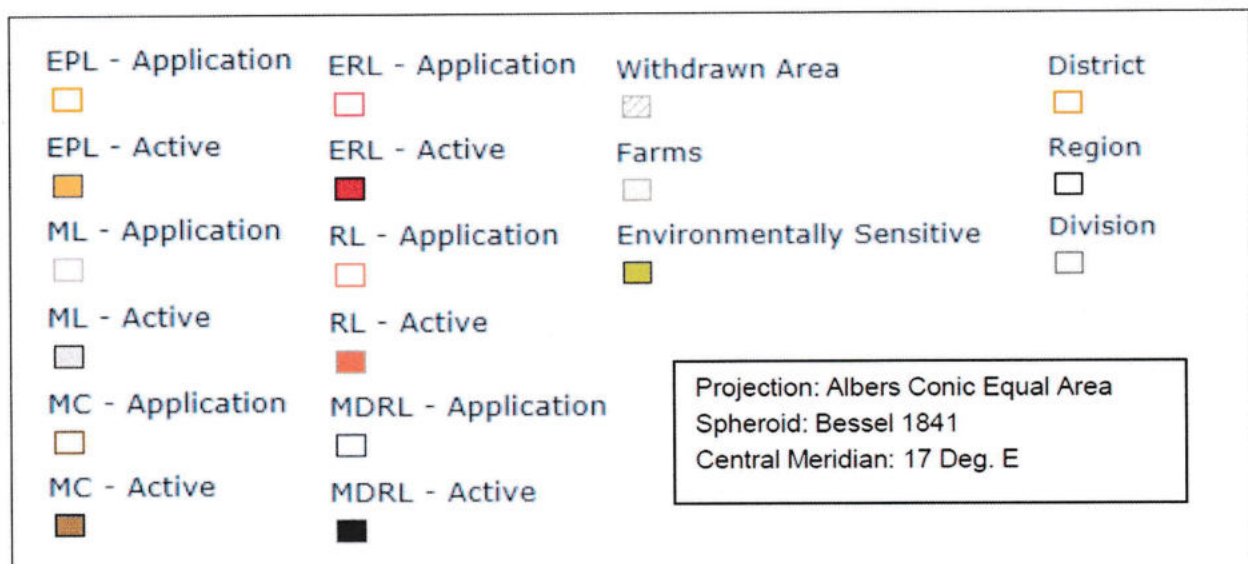 EPL - Application
EPL - Active
ML - Application
ML - Active
MC - Application
MC - Active
ERL - Application
ERL - Active
RL - Application
RL - Active
MDRL - Application
MDRL - Active
Withdrawn Area
Farms
Environmentally Sensitive
District
Region
Division
Projection: Albers Conic Equal Area
Spheroid: Bessel 1841
Central Meridian: 17 Deg. E